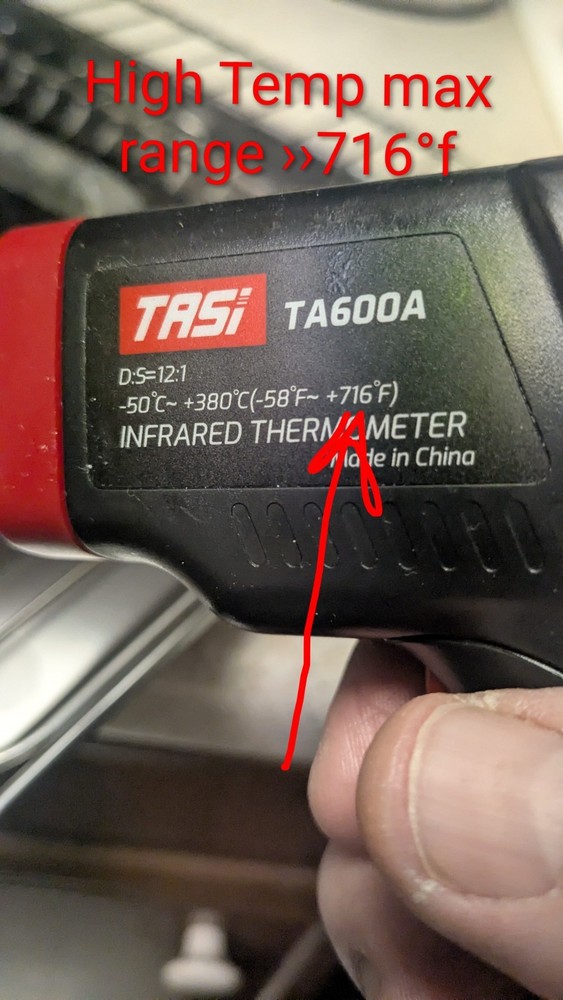 High Temp max
range ››716°f
TASi
TA600A
D:S=12:1
-50°C~ +380°C(-58°F~ +716°F)
INFRARED THERMOMETER
Made in China